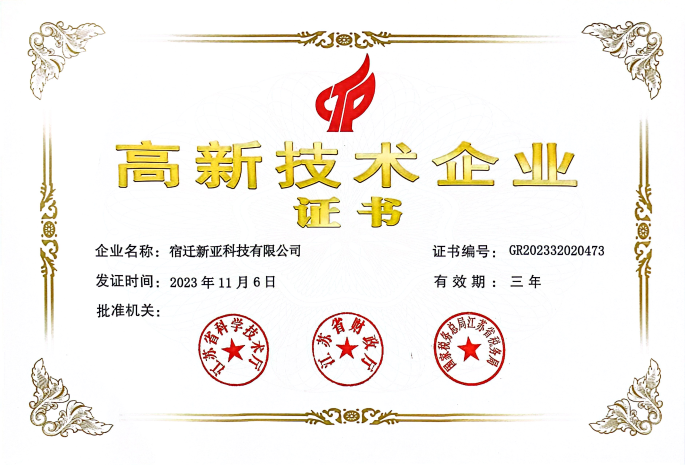 高新技术企业
证书
企业名称：宿迁新亚科技有限公司 证书编号：GR202332020473
发证时间：2023年11月6日 有效期：三年
批准机关：
江苏省科学技术厅
江苏省财政厅
国家税务总局江苏省税务局